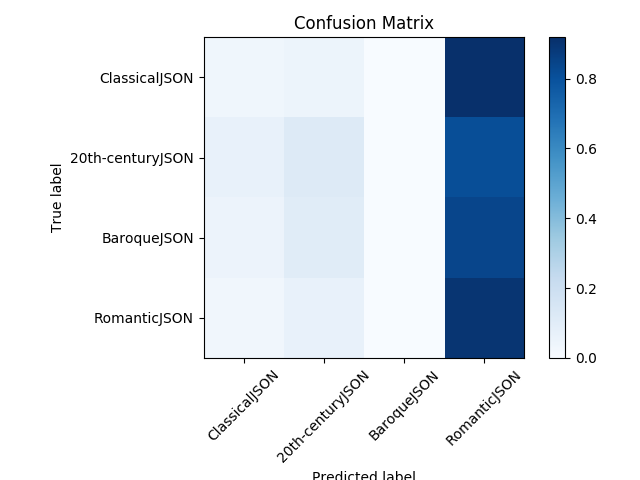 Confusion Matrix
True label
ClassicalJSON
20th-centuryJSON
BaroqueJSON
RomanticJSON
0.8
0.6
0.4
0.2
0.0
ClassicalJSON
20th-centuryJSON
BaroqueJSON
RomanticJSON
Predicted label